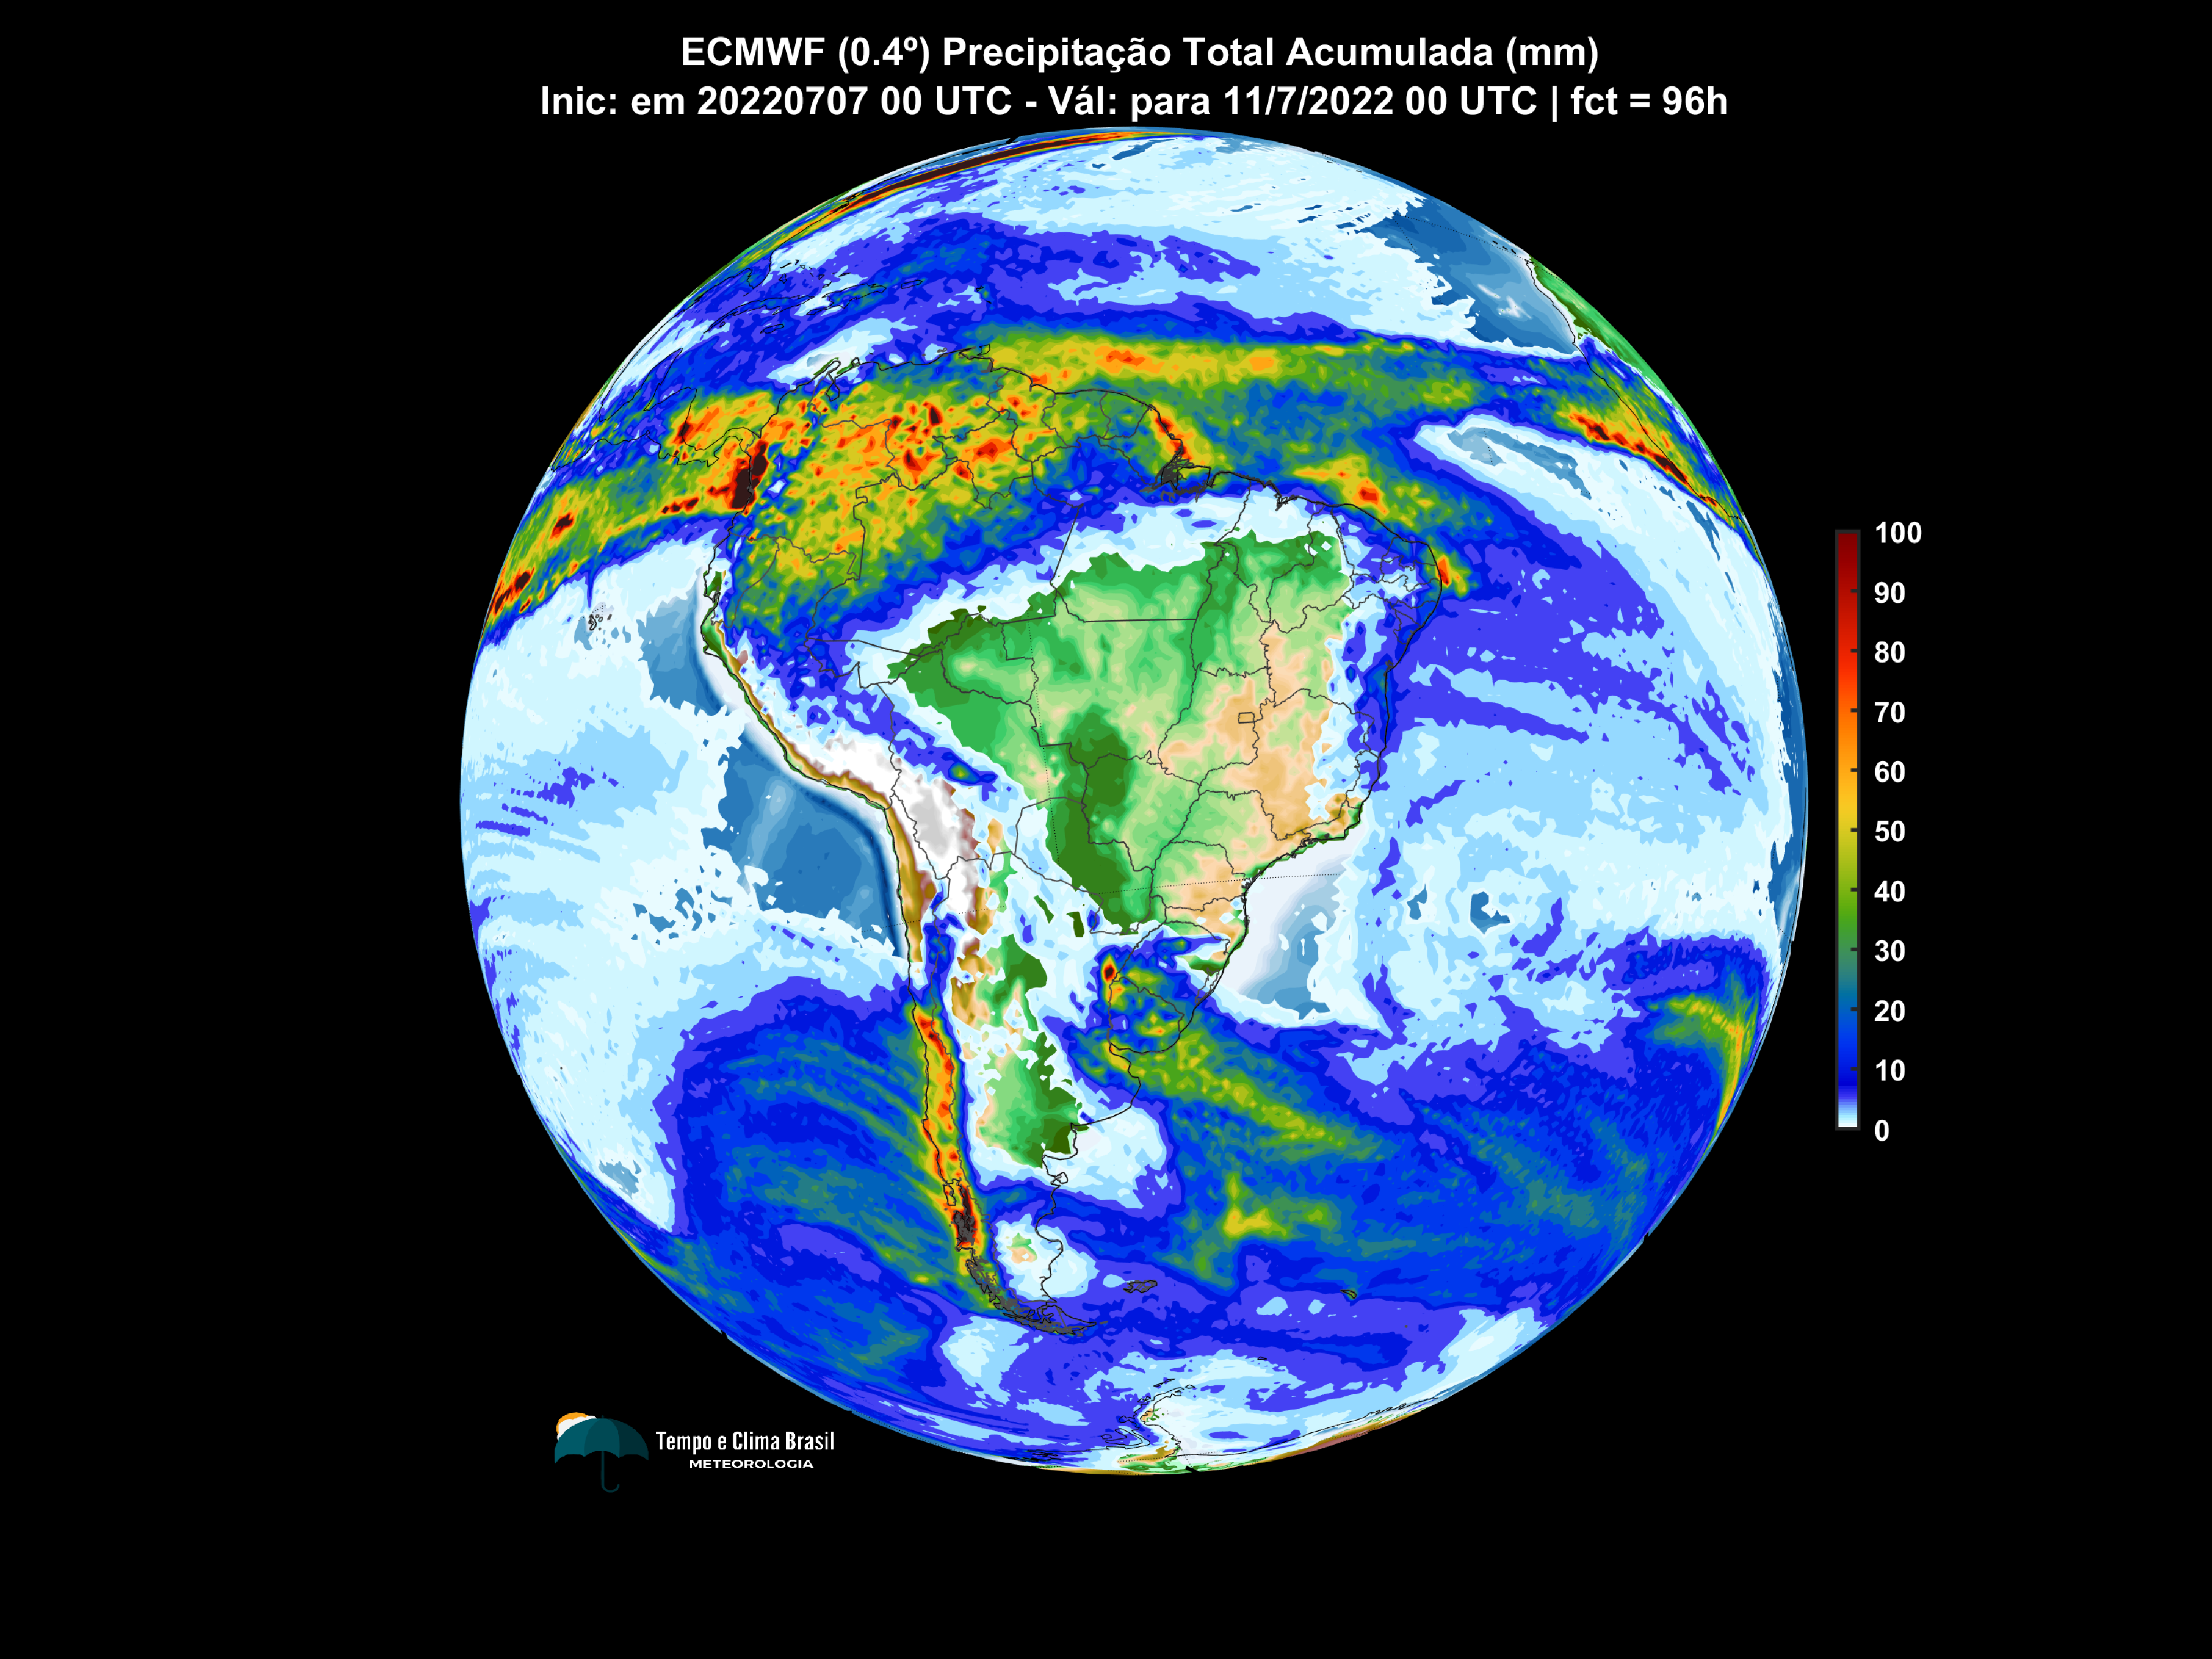 ECMWF (0.4º) Precipitação Total Acumulada (mm)
Inic: em 20220707 00 UTC - Vál: para 11/7/2022 00 UTC | fct = 96h
100
90
80
70
60
50
40
30
20
10
0
Tempo e Clima Brasil
METEOROLOGIA